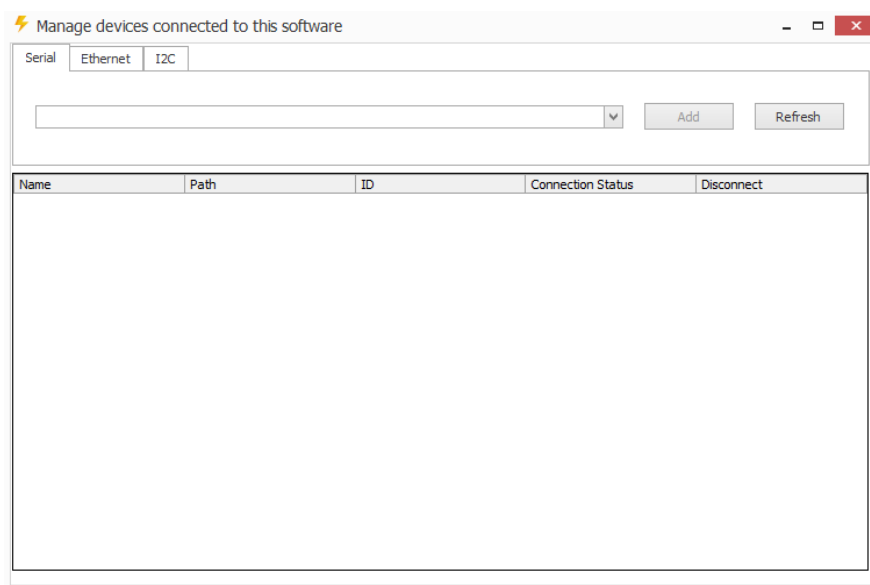 Manage devices connected to this software
Serial Ethernet I2C
Add Refresh
Name Path ID Connection Status Disconnect